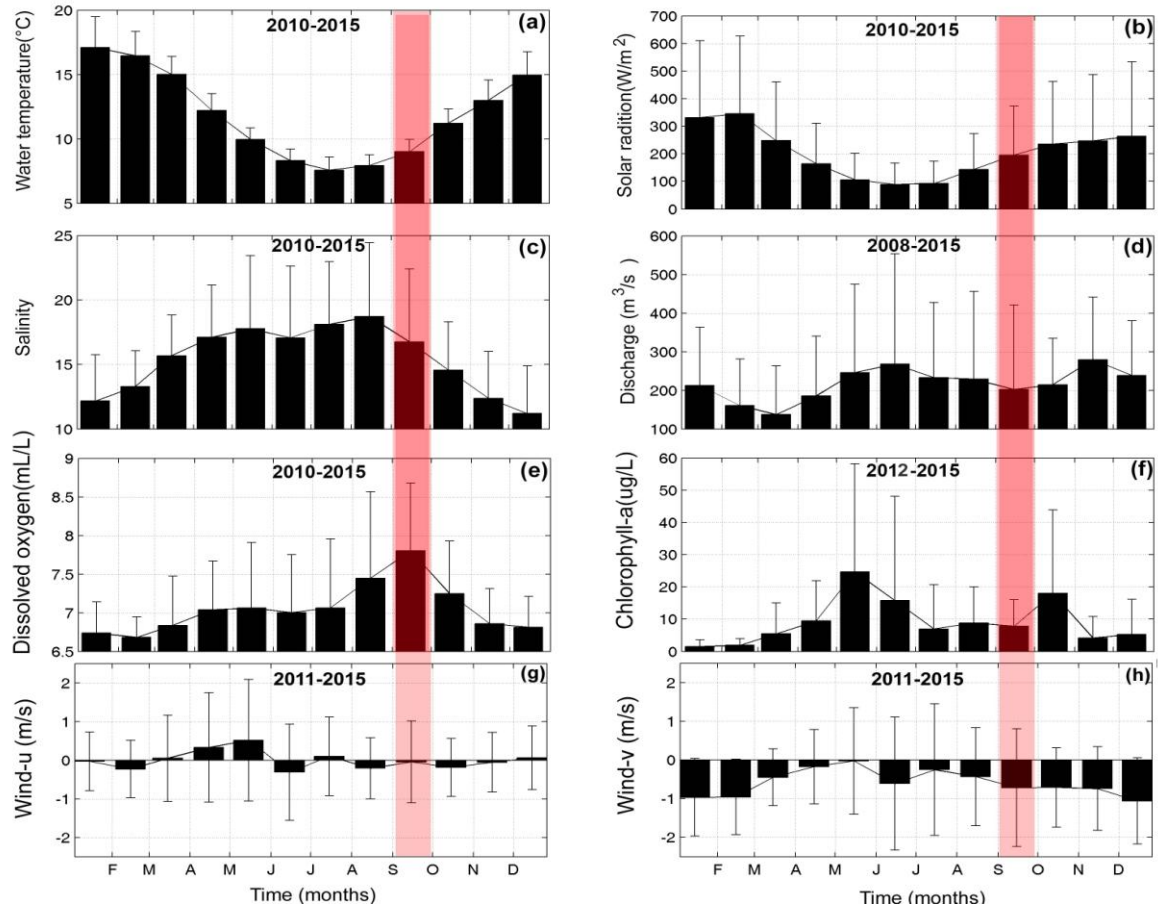 (a)
2010-2015
Water temperature(°C)
20
15
10
5
(b)
2010-2015
Solar radition(W/m²)
700
600
500
400
300
200
100
0
(c)
2010-2015
Salinity
25
20
15
10
(d)
2008-2015
Discharge (m³/s )
600
500
400
300
200
100
(e)
2010-2015
Dissolved oxygen(mL/L)
9
8.5
8
7.5
7
6.5
(f)
2012-2015
Chlorophyll-a(ug/L)
60
50
40
30
20
10
0
(g)
2011-2015
Wind-u (m/s)
2
1
0
-1
-2
F M A M J J A S O N D
Time (months)
(h)
2011-2015
Wind-v (m/s)
2
1
0
-1
-2
F M A M J J A S O N D
Time (months)